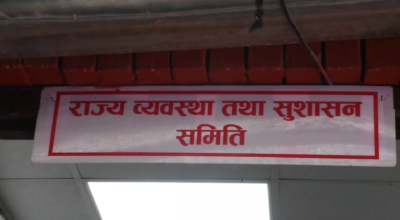 राज्य व्यवस्था तथा सुशासन
समिति